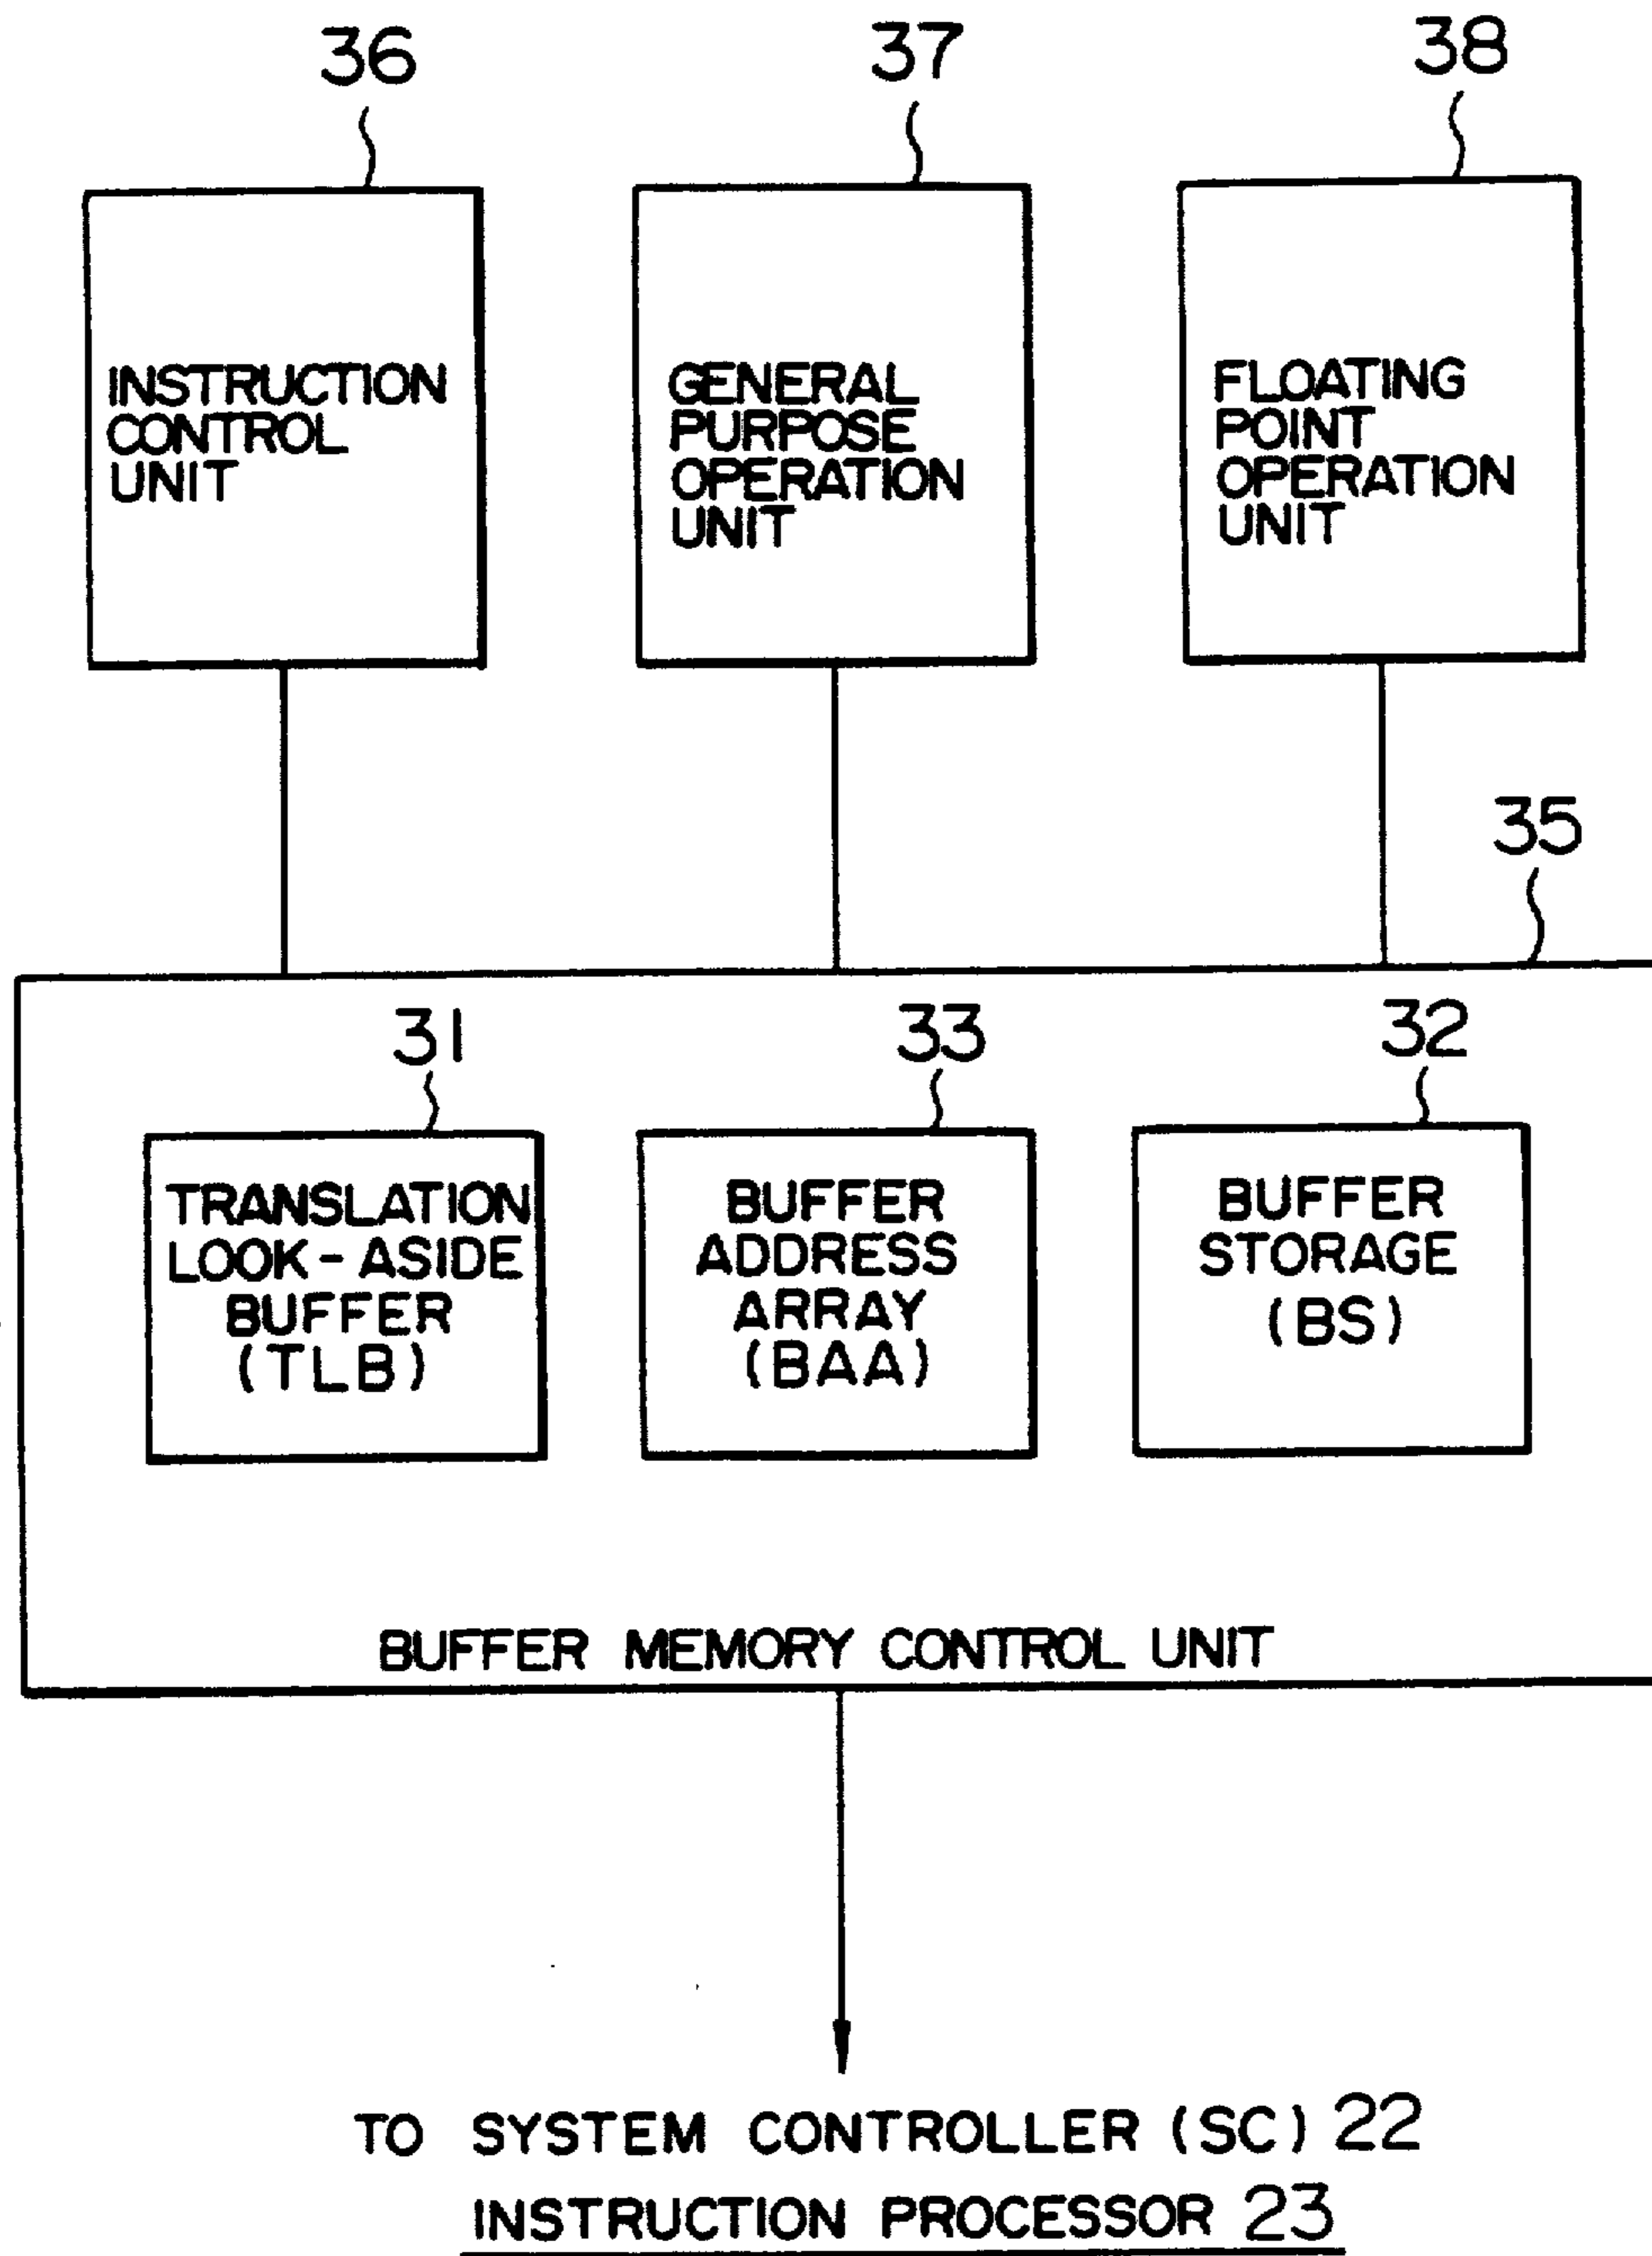 36
37
38
INSTRUCTION
CONTROL
UNIT
GENERAL
PURPOSE
OPERATION
UNIT
FLOATING
POINT
OPERATION
UNIT
35
31
33
32
TRANSLATION
LOOK-ASIDE
BUFFER
(TLB)
BUFFER
ADDRESS
ARRAY
(BAA)
BUFFER
STORAGE
(BS)
BUFFER MEMORY CONTROL UNIT
TO SYSTEM CONTROLLER (SC) 22
INSTRUCTION PROCESSOR 23